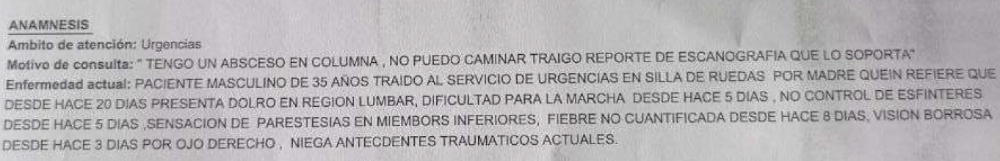 ANAMNESIS
Ambito de atención: Urgencias
Motivo de consulta: " TENGO UN ABSCESO EN COLUMNA , NO PUEDO CAMINAR TRAIGO REPORTE DE ESCANOGRAFIA QUE LO SOPORTA"
Enfermedad actual: PACIENTE MASCULINO DE 35 AÑOS TRAIDO AL SERVICIO DE URGENCIAS EN SILLA DE RUEDAS POR MADRE QUEIN REFIERE QUE
DESDE HACE 20 DIAS PRESENTA DOLRO EN REGION LUMBAR, DIFICULTAD PARA LA MARCHA DESDE HACE 5 DIAS , NO CONTROL DE ESFINTERES
DESDE HACE 5 DIAS ,SENSACION DE PARESTESIAS EN MIEMBORS INFERIORES, FIEBRE NO CUANTIFICADA DESDE HACE 8 DIAS, VISION BORROSA
DESDE HACE 3 DIAS POR OJO DERECHO , NIEGA ANTECDENTES TRAUMATICOS ACTUALES.